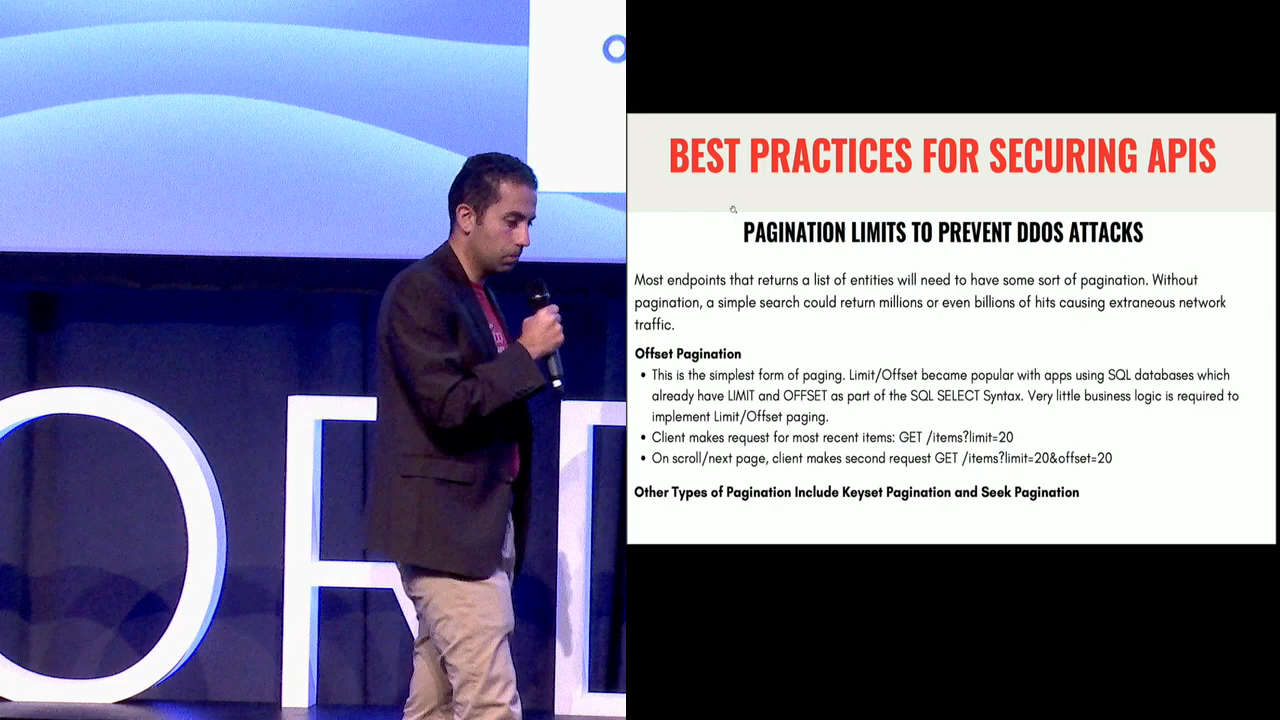 BEST PRACTICES FOR SECURING APIS
PAGINATION LIMITS TO PREVENT DDOS ATTACKS
Most endpoints that returns a list of entities will need to have some sort of pagination. Without
pagination, a simple search could return millions or even billions of hits causing extraneous network
traffic.
Offset Pagination
• This is the simplest form of paging. Limit/Offset became popular with apps using SQL databases which
already have LIMIT and OFFSET as part of the SQL SELECT Syntax. Very little business logic is required to
implement Limit/Offset paging.
• Client makes request for most recent items: GET /items?limit=20
• On scroll/next page, client makes second request GET /items?limit=20&offset=20
Other Types of Pagination Include Keyset Pagination and Seek Pagination